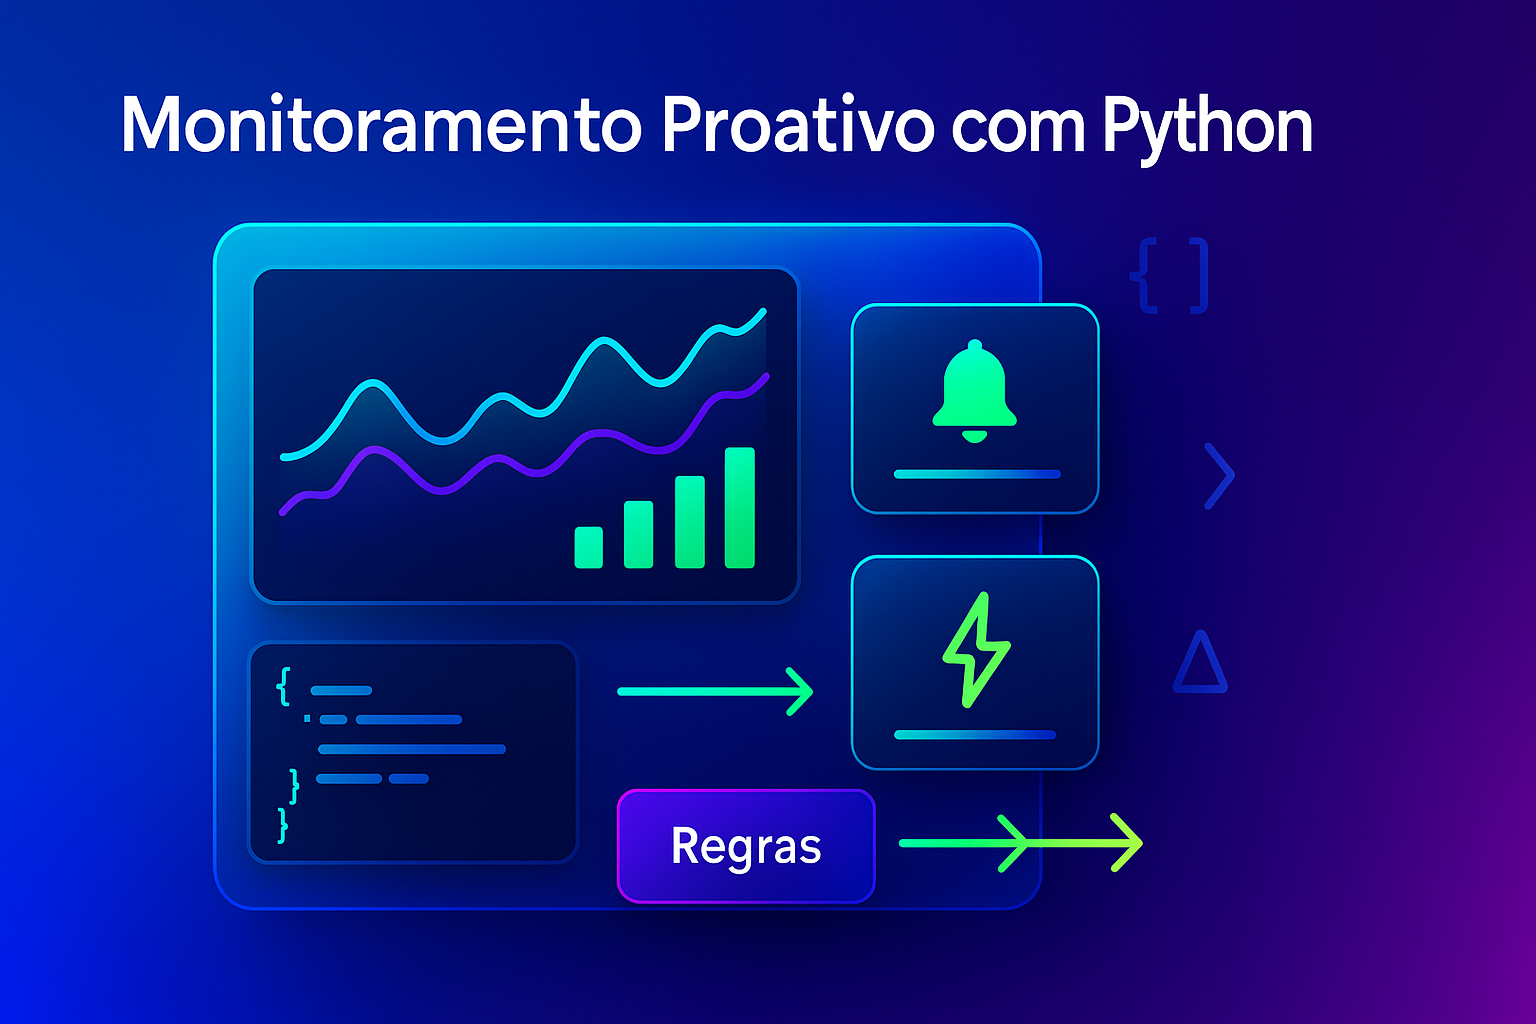 Monitoramento Proativo com Python
{ ]
{
}
}
Regras